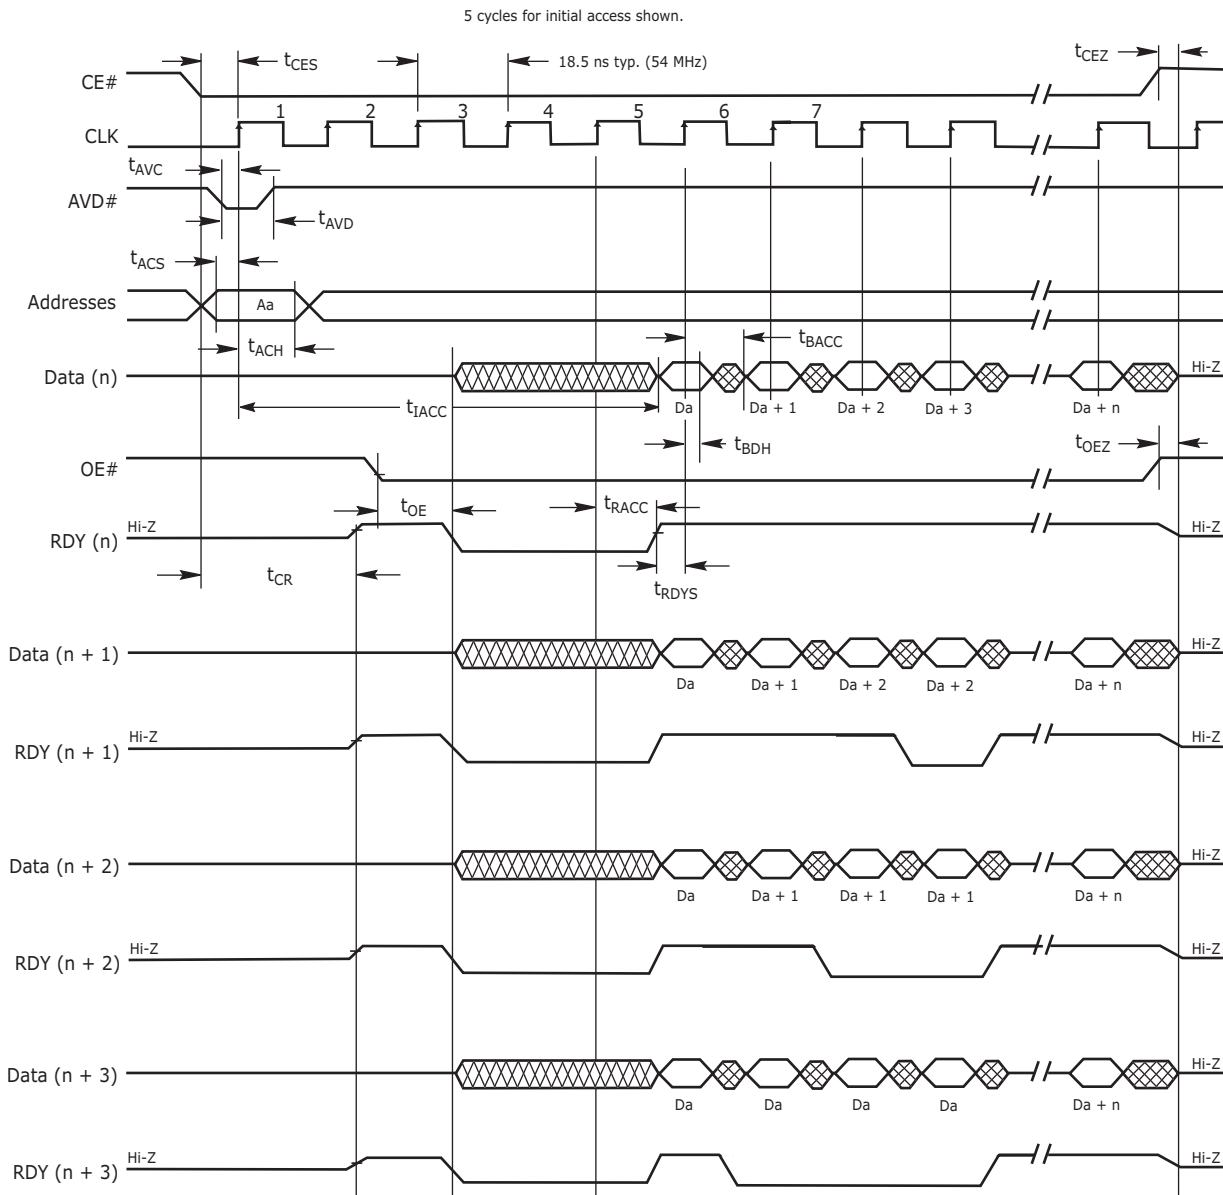 5 cycles for initial access shown.
tCES
18.5 ns typ. (54 MHz)
tCEZ
CE#
1 2 3 4 5 6 7
CLK
tAVC
AVD#
tAVD
tACS
Addresses
Aa
tACH
tBACC
Data (n)
Hi-Z
tIACC
Da Da + 1 Da + 2 Da + 3 Da + n
tBDH
tOEZ
OE#
tOE
tRACC
RDY (n)
Hi-Z Hi-Z
tCR
tRDYS
Data (n + 1)
Hi-Z
Da Da + 1 Da + 2 Da + 2 Da + n
RDY (n + 1)
Hi-Z Hi-Z
Data (n + 2)
Hi-Z
Da Da + 1 Da + 1 Da + 1 Da + n
RDY (n + 2)
Hi-Z Hi-Z
Data (n + 3)
Hi-Z
Da Da Da Da Da + n
RDY (n + 3)
Hi-Z Hi-Z